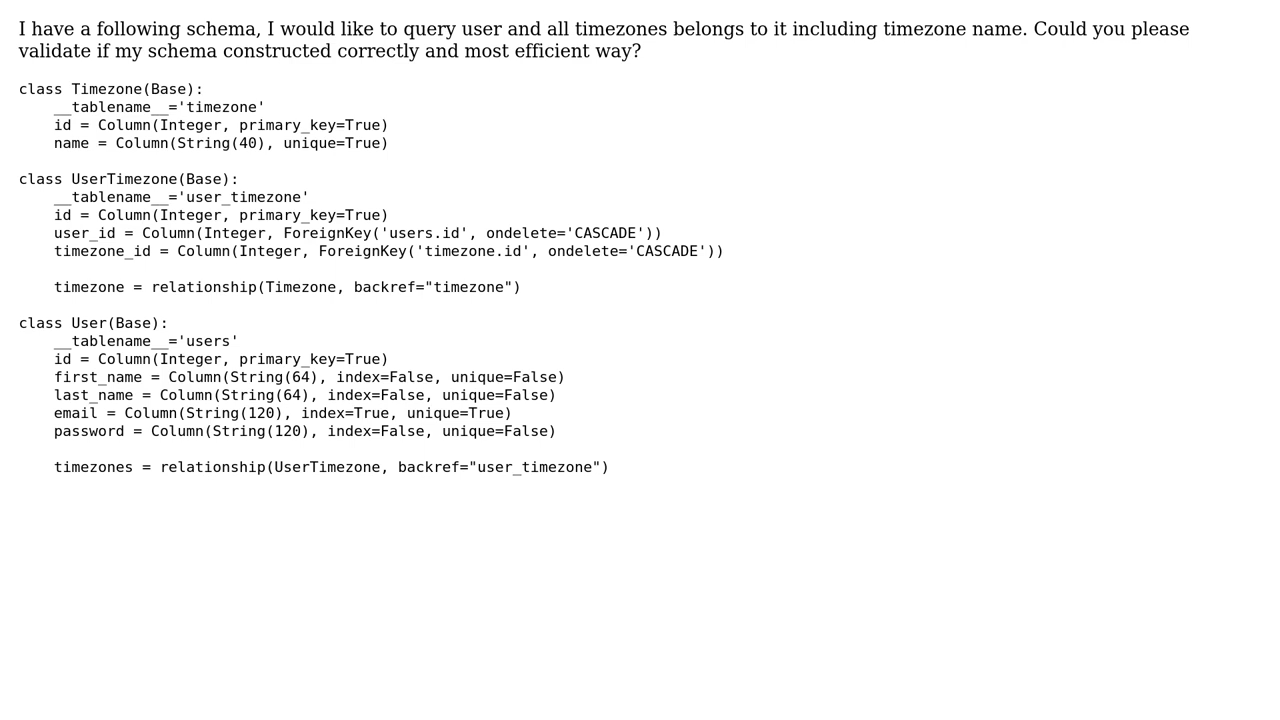 I have a following schema, I would like to query user and all timezones belongs to it including timezone name. Could you please
validate if my schema constructed correctly and most efficient way?
class Timezone(Base):
    __tablename__='timezone'
    id = Column(Integer, primary_key=True)
    name = Column(String(40), unique=True)
class UserTimezone(Base):
    __tablename__='user_timezone'
    id = Column(Integer, primary_key=True)
    user_id = Column(Integer, ForeignKey('users.id', ondelete='CASCADE'))
    timezone_id = Column(Integer, ForeignKey('timezone.id', ondelete='CASCADE'))
    timezone = relationship(Timezone, backref="timezone")
class User(Base):
    __tablename__='users'
    id = Column(Integer, primary_key=True)
    first_name = Column(String(64), index=False, unique=False)
    last_name = Column(String(64), index=False, unique=False)
    email = Column(String(120), index=True, unique=True)
    password = Column(String(120), index=False, unique=False)
    timezones = relationship(UserTimezone, backref="user_timezone")